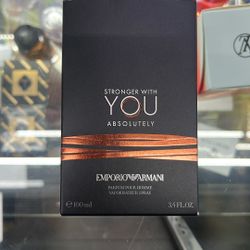 STRONGER WITH
YOU
ABSOLUTELY
EMPORIO ARMANI
PARFUM POUR HOMME
VAPORISATEUR SPRAY
e 100 ml 3.4 FL.OZ